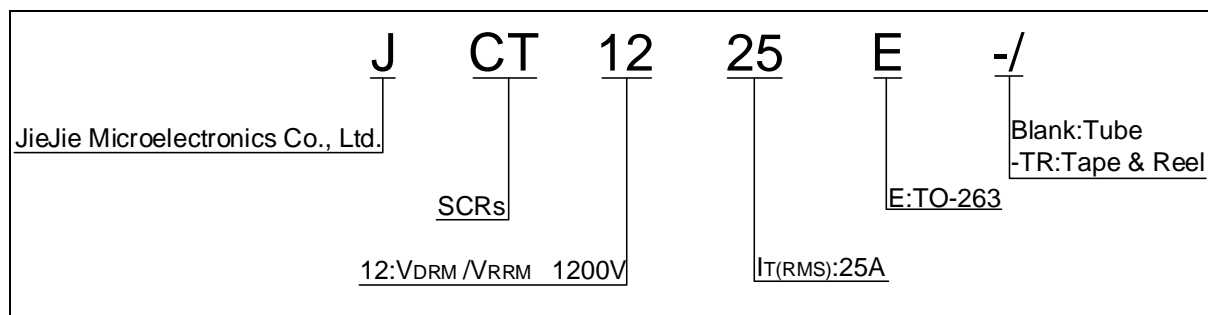 J CT 12 25 E -/
JieJie Microelectronics Co., Ltd.
Blank:Tube
-TR:Tape & Reel
SCRs
E:TO-263
12:VDRM /VRRM 1200V
IT(RMS):25A